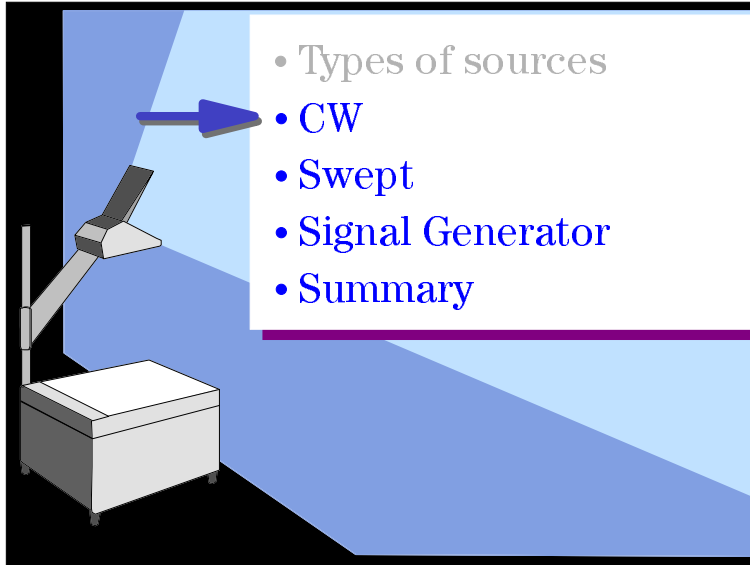 • Types of sources
• CW
• Swept
• Signal Generator
• Summary